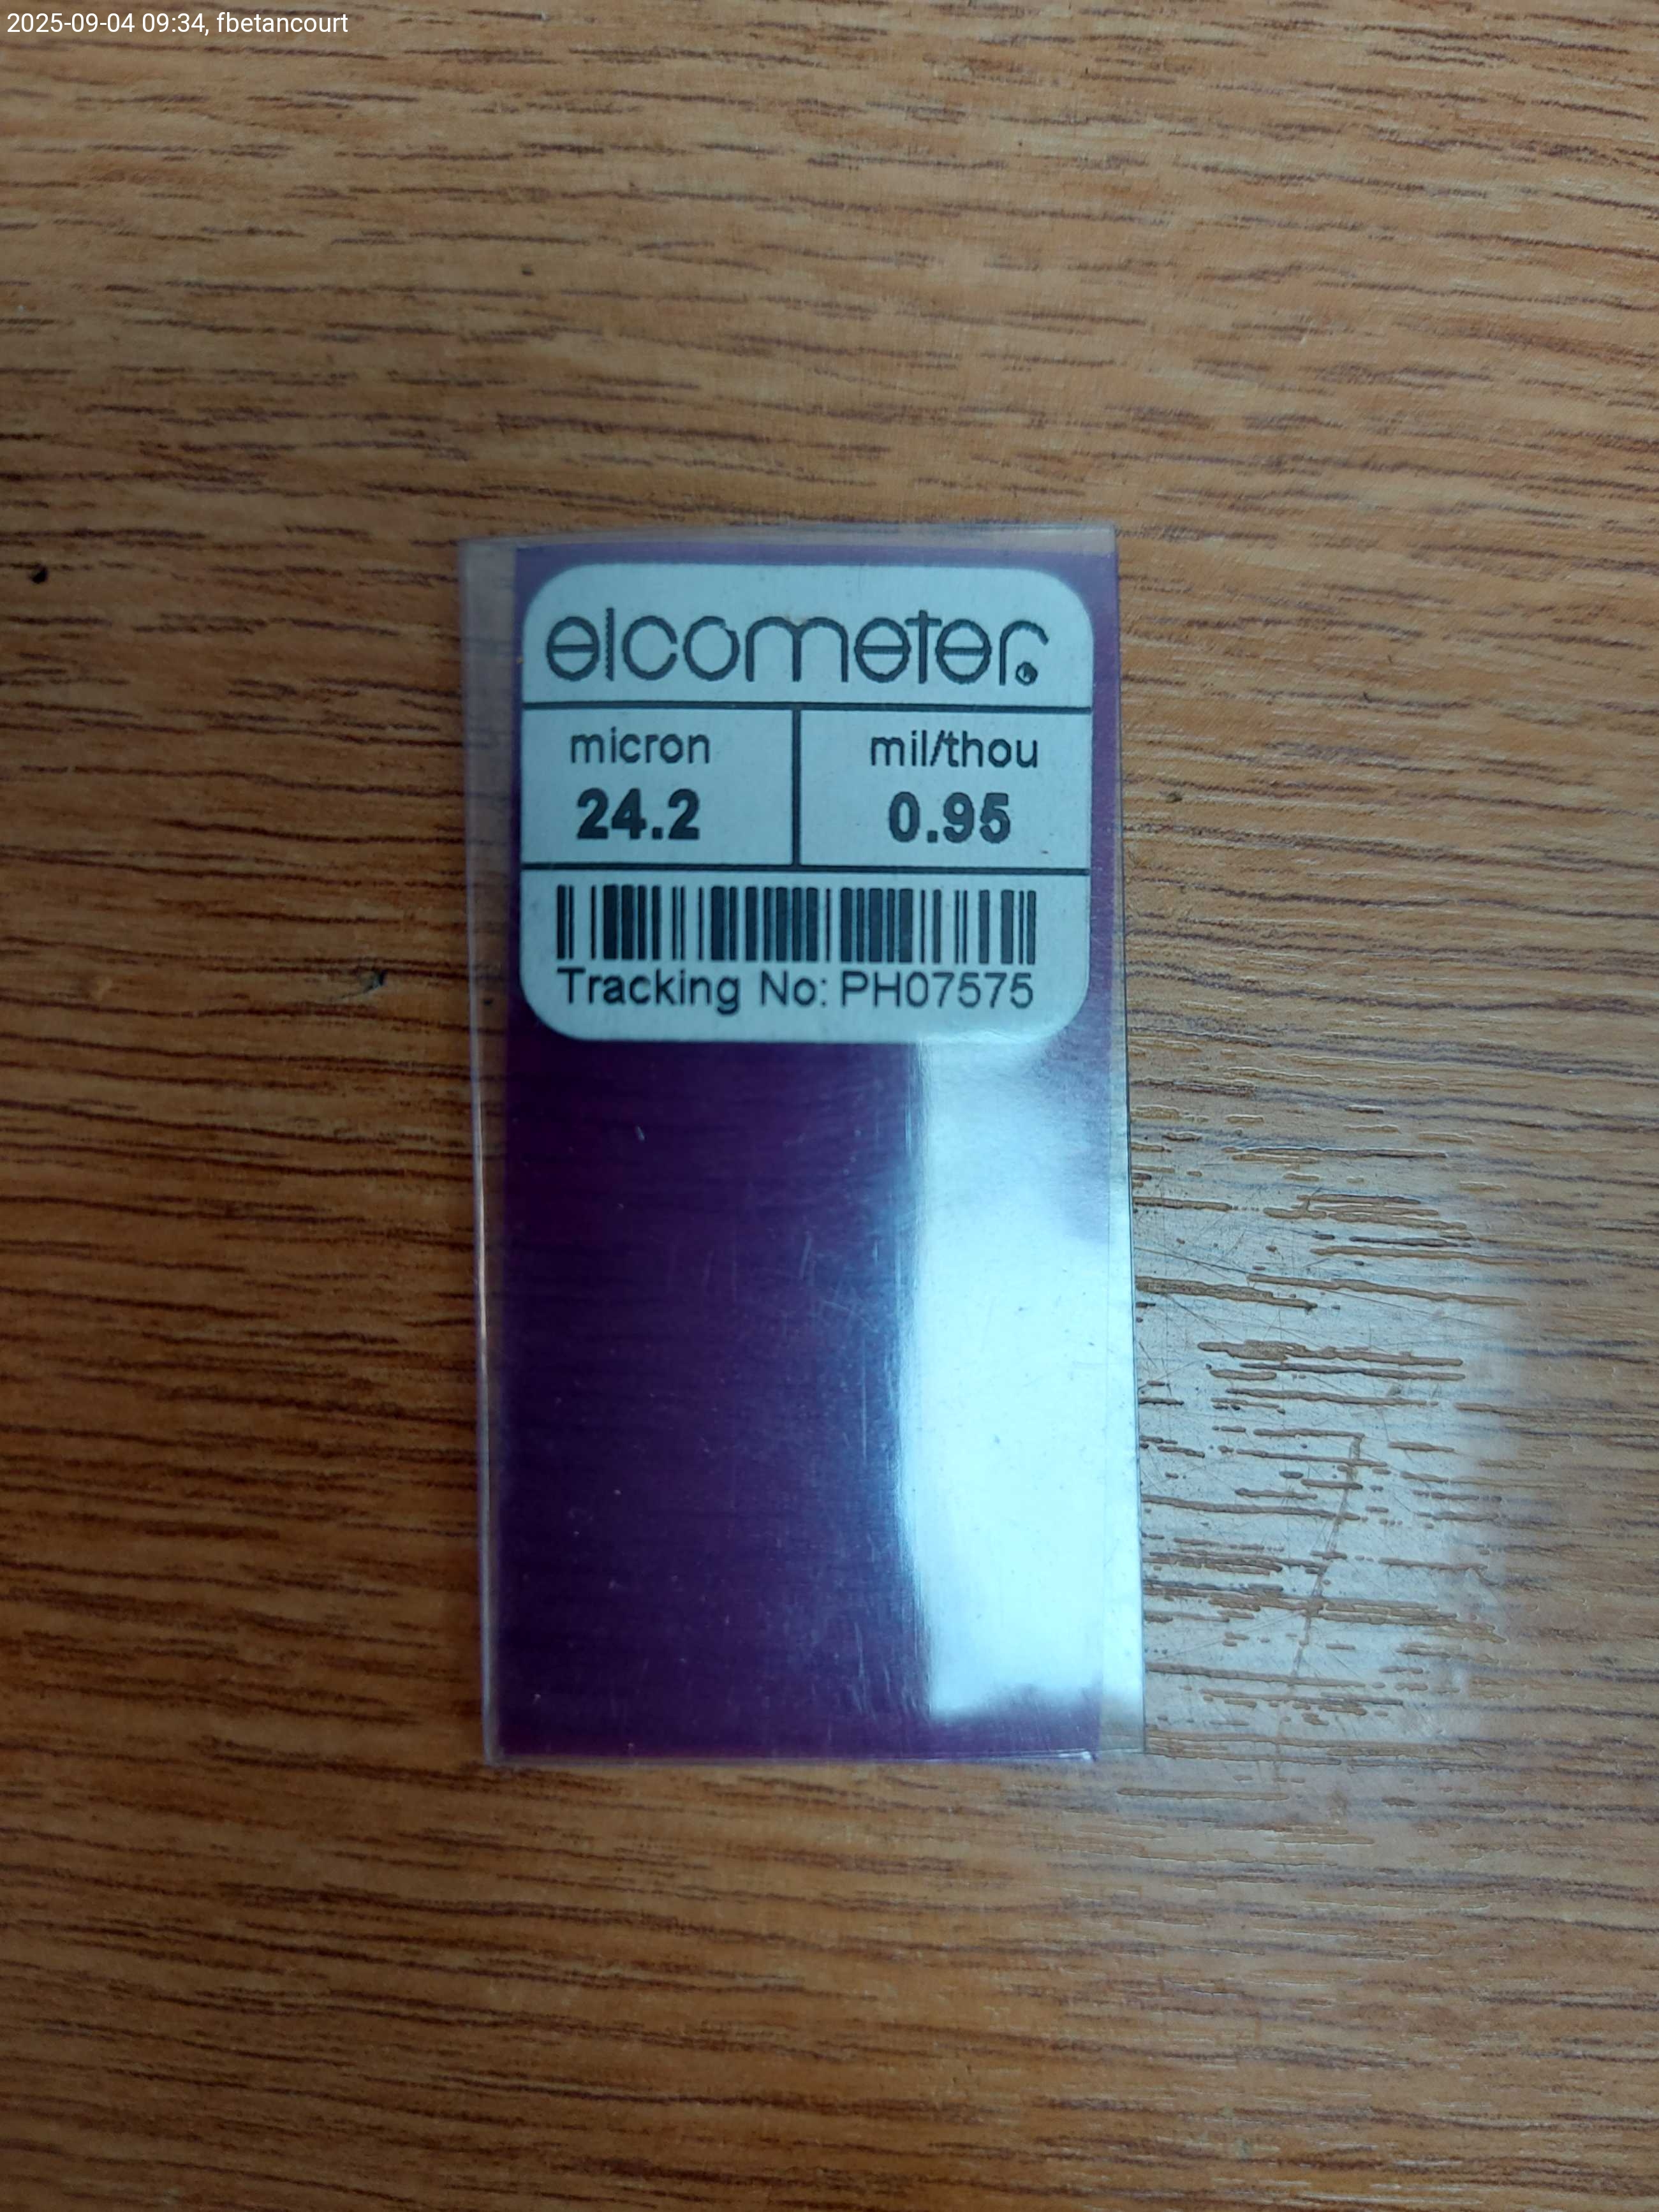 2025-09-04 09:34, fbetancourt
elcometer®
micron mil/thou
24.2 0.95
Tracking No: PH07575